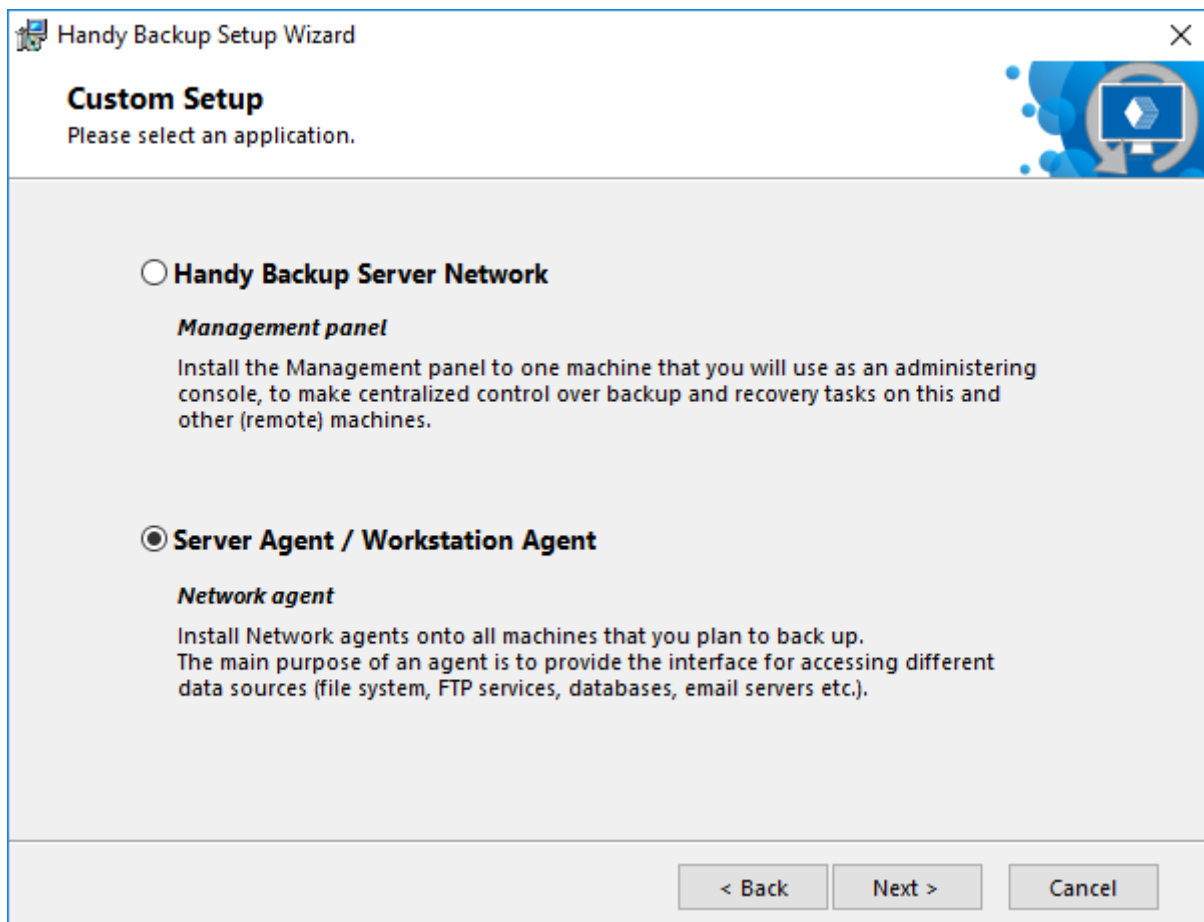 Handy Backup Setup Wizard
Custom Setup
Please select an application.
Handy Backup Server Network
Management panel
Install the Management panel to one machine that you will use as an administering
console, to make centralized control over backup and recovery tasks on this and
other (remote) machines.
Server Agent / Workstation Agent
Network agent
Install Network agents onto all machines that you plan to back up.
The main purpose of an agent is to provide the interface for accessing different
data sources (file system, FTP services, databases, email servers etc.).
< Back Next > Cancel